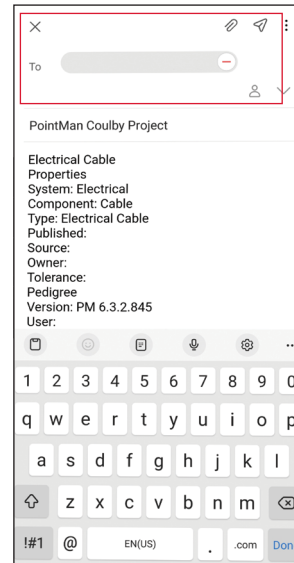 To
PointMan Coulby Project
Electrical Cable
Properties
System: Electrical
Component: Cable
Type: Electrical Cable
Published:
Source:
Owner:
Tolerance:
Pedigree
Version: PM 6.3.2.845
User:
1 2 3 4 5 6 7 8 9 0
q w e r t y u i o p
a s d f g h j k l
z x c v b n m
!#1 @ EN(US) . .com Don